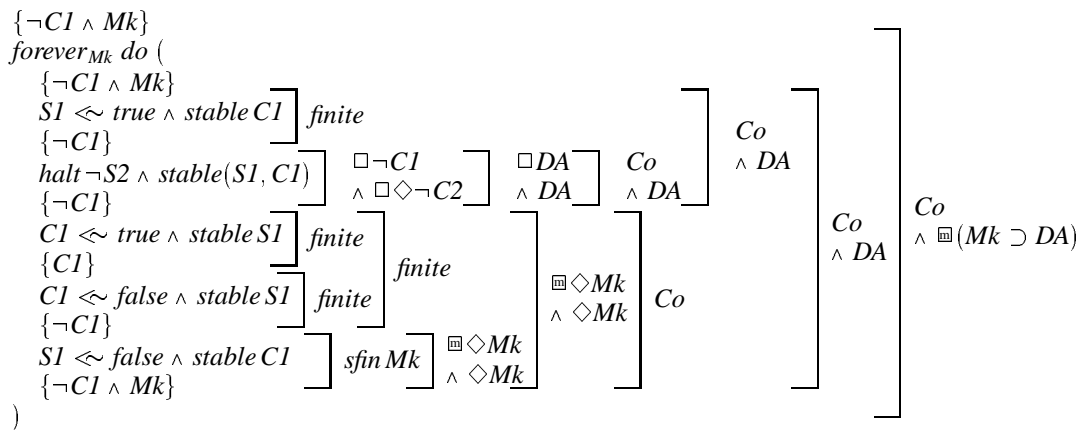 {¬C1 ∧ Mk}
forever_Mk do (
{¬C1 ∧ Mk}
S1 <~ true ∧ stable C1 ] finite
{¬C1}
halt ¬S2 ∧ stable(S1, C1) ] □¬C1 ∧ □◇¬C2 ] □DA ∧ DA ] Co ∧ DA ] Co ∧ DA
{¬C1}
C1 <~ true ∧ stable S1 ] finite
{C1}
C1 <~ false ∧ stable S1 ] finite ] finite
{¬C1}
S1 <~ false ∧ stable C1 ] sfin Mk ] ⓜ◇Mk ∧ ◇Mk ] ⓜ◇Mk ∧ ◇Mk ] Co ] Co ∧ DA ] Co ∧ ⓜ(Mk ⊃ DA)
{¬C1 ∧ Mk}
)